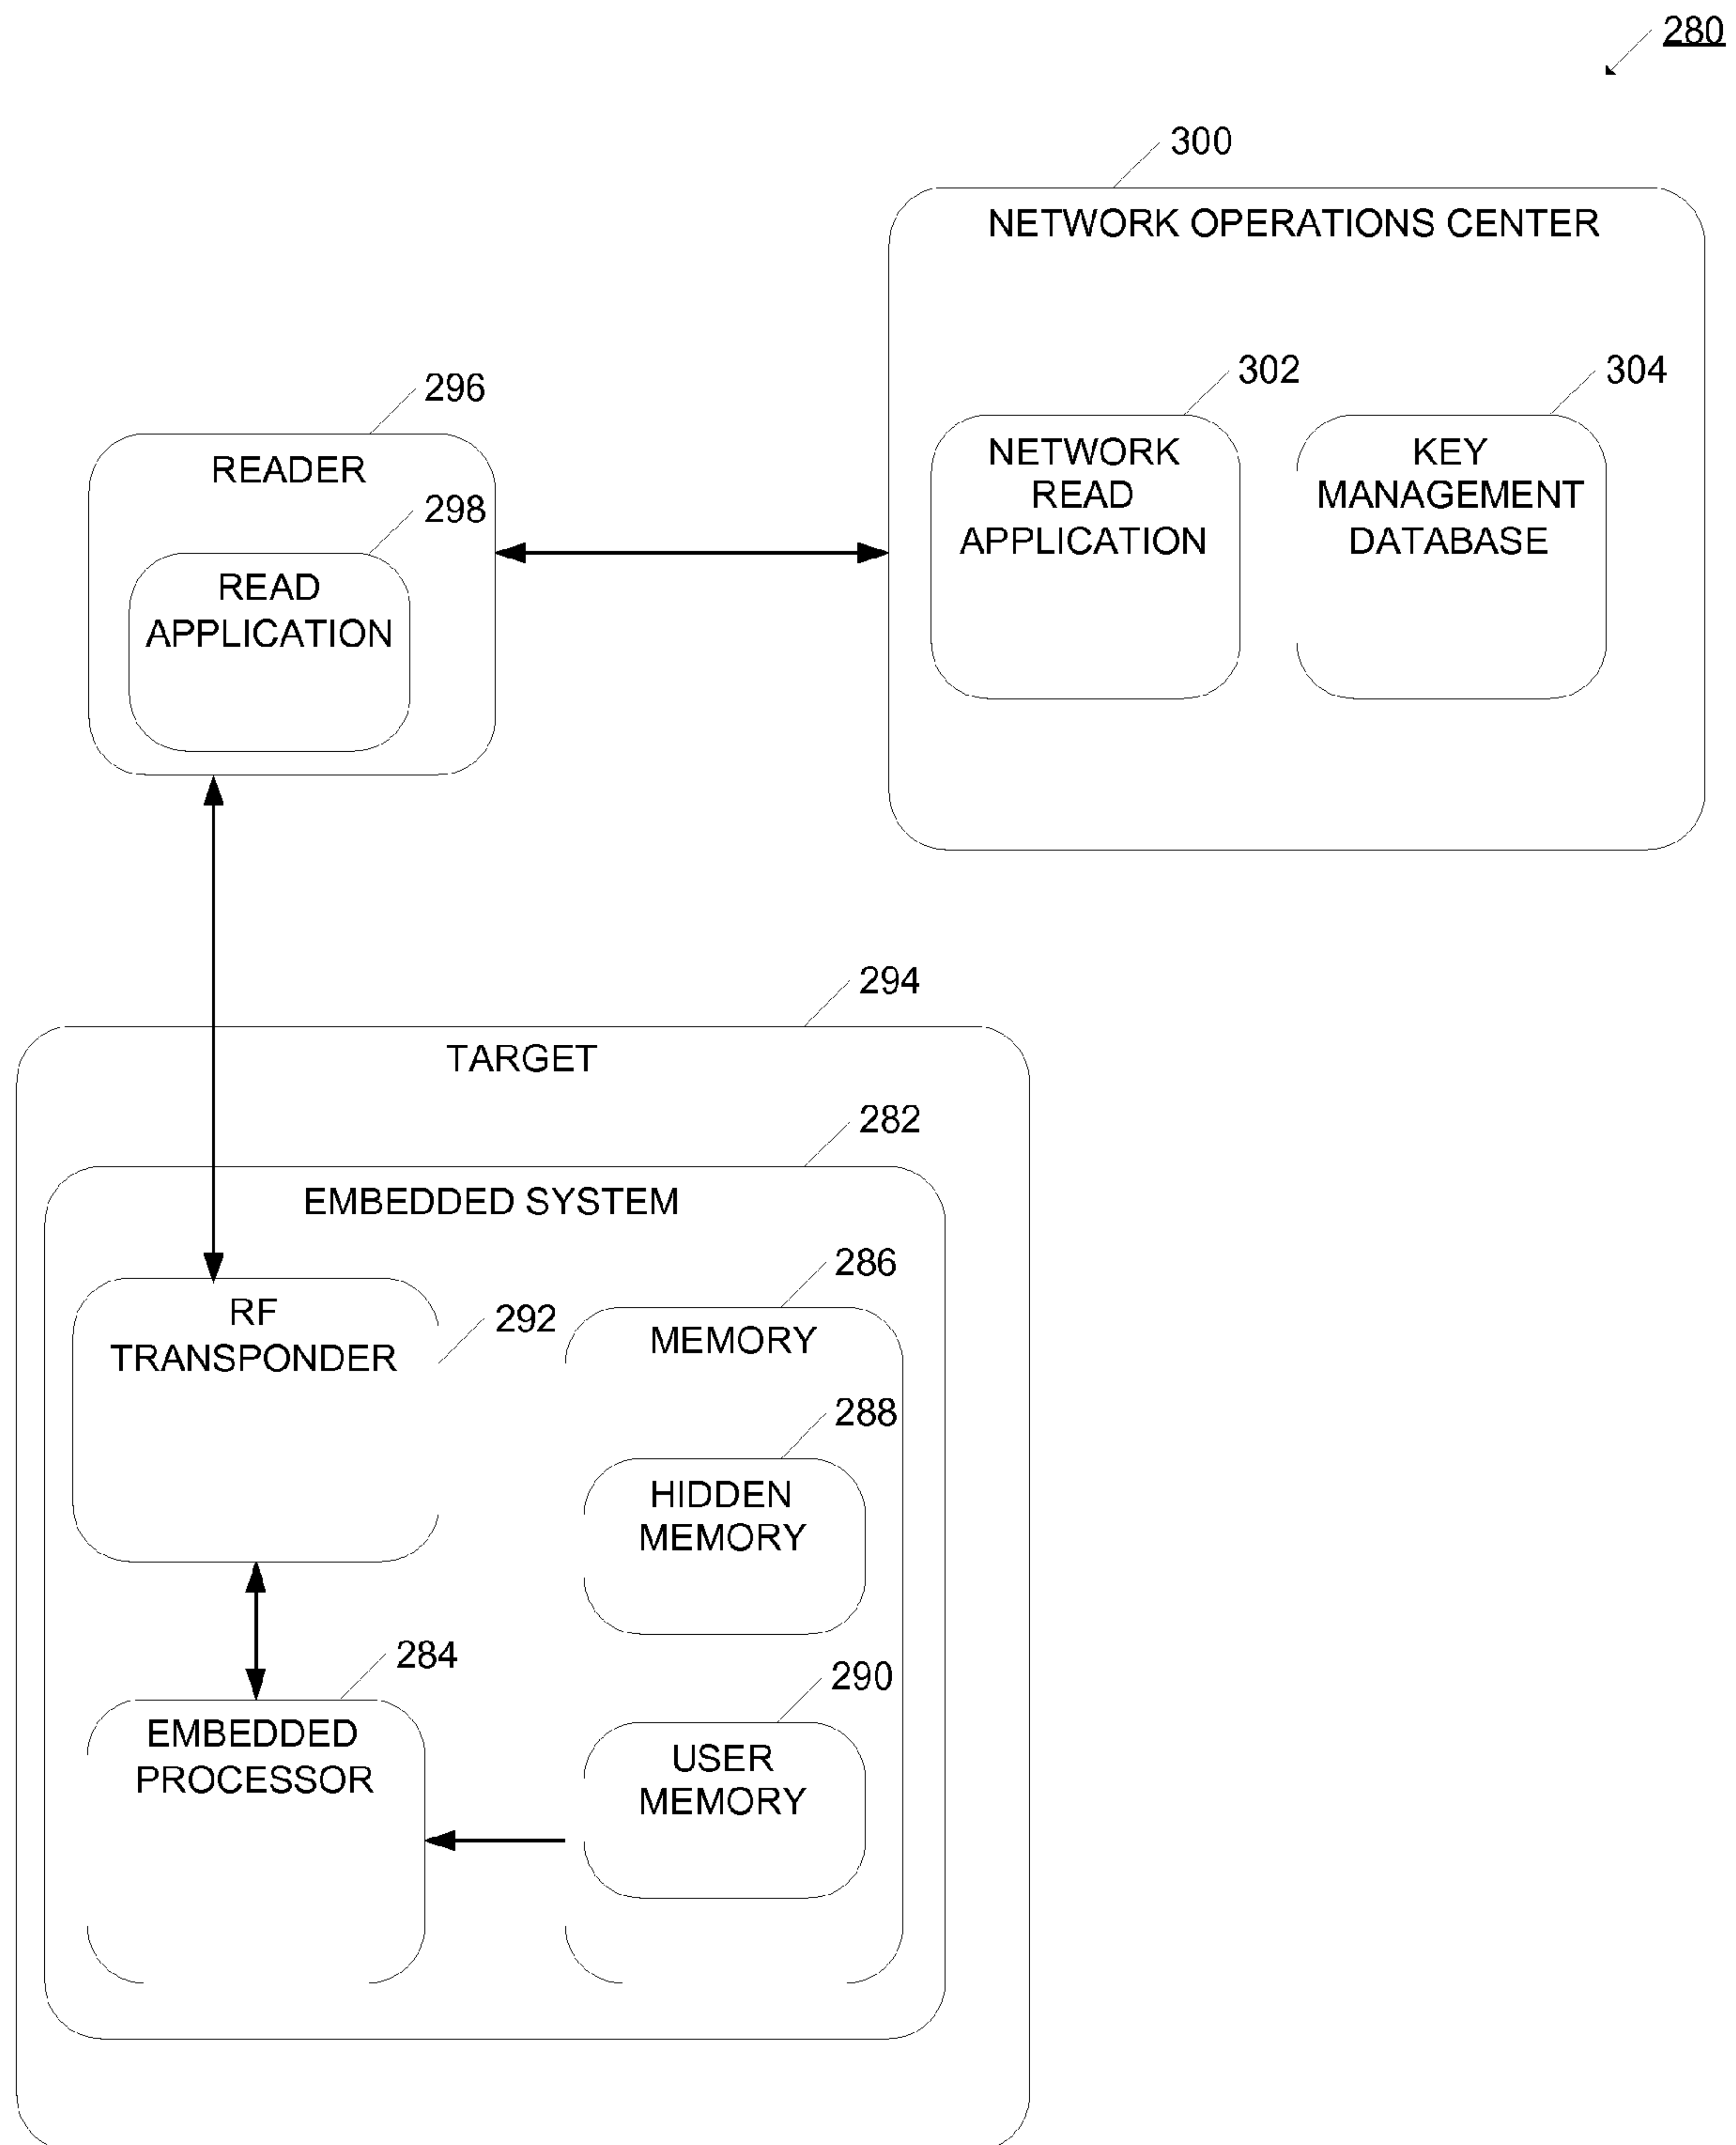 280
300
NETWORK OPERATIONS CENTER
302
304
NETWORK
READ
APPLICATION
KEY
MANAGEMENT
DATABASE
296
READER
298
READ
APPLICATION
294
TARGET
282
EMBEDDED SYSTEM
RF
TRANSPONDER
292
286
MEMORY
288
HIDDEN
MEMORY
284
EMBEDDED
PROCESSOR
290
USER
MEMORY